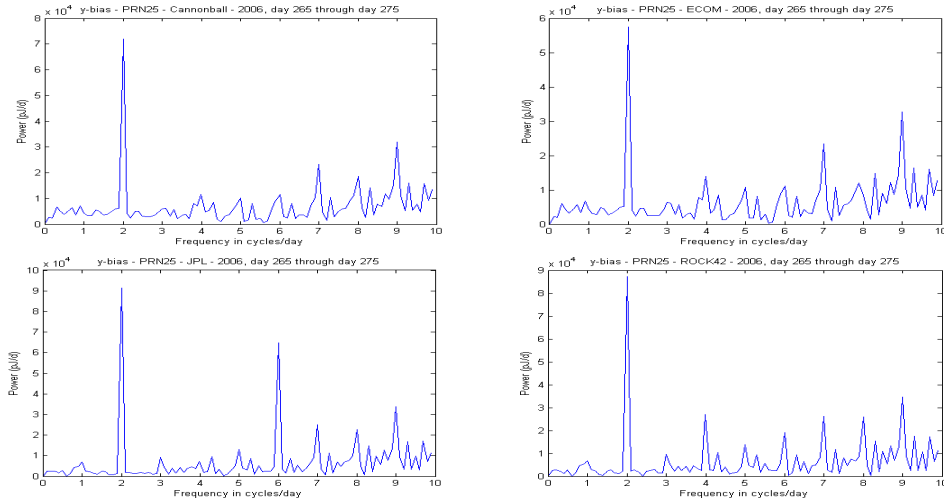 y-bias - PRN25 - Cannonball - 2006, day 265 through day 275
× 10^4
8
7
6
5
4
3
2
1
0
Power (pJ/d)
0 1 2 3 4 5 6 7 8 9 10
Frequency in cycles/day
y-bias - PRN25 - ECOM - 2006, day 265 through day 275
× 10^4
6
5
4
3
2
1
0
Power (pJ/d)
0 1 2 3 4 5 6 7 8 9 10
Frequency in cycles/day
y-bias - PRN25 - JPL - 2006, day 265 through day 275
× 10^4
10
9
8
7
6
5
4
3
2
1
0
Power (pJ/d)
0 1 2 3 4 5 6 7 8 9 10
Frequency in cycles/day
y-bias - PRN25 - ROCK42 - 2006, day 265 through day 275
× 10^4
9
8
7
6
5
4
3
2
1
0
Power (pJ/d)
0 1 2 3 4 5 6 7 8 9 10
Frequency in cycles/day